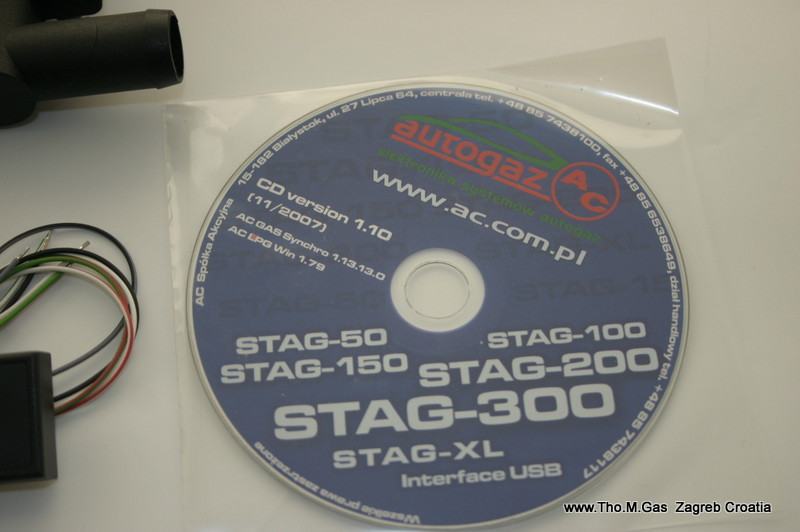 AC Spółka Akcyjna 15-182 Białystok, ul. 27 Lipca 64, centrala tel. +48 85 7438100, fax +48 85 6538649, dział handlowy tel. +48 85 7438117
autogaz AC
elektronika systemów autogaz
www.ac.com.pl
CD version 1.10
(11/2007)
AC GAS Synchro 1.13.13.0
AC LPG Win 1.79
STAG-50 STAG-100
STAG-150 STAG-200
STAG-300
STAG-XL
Interface USB
Wszelkie prawa zastrzeżone
www.Tho.M.Gas Zagreb Croatia